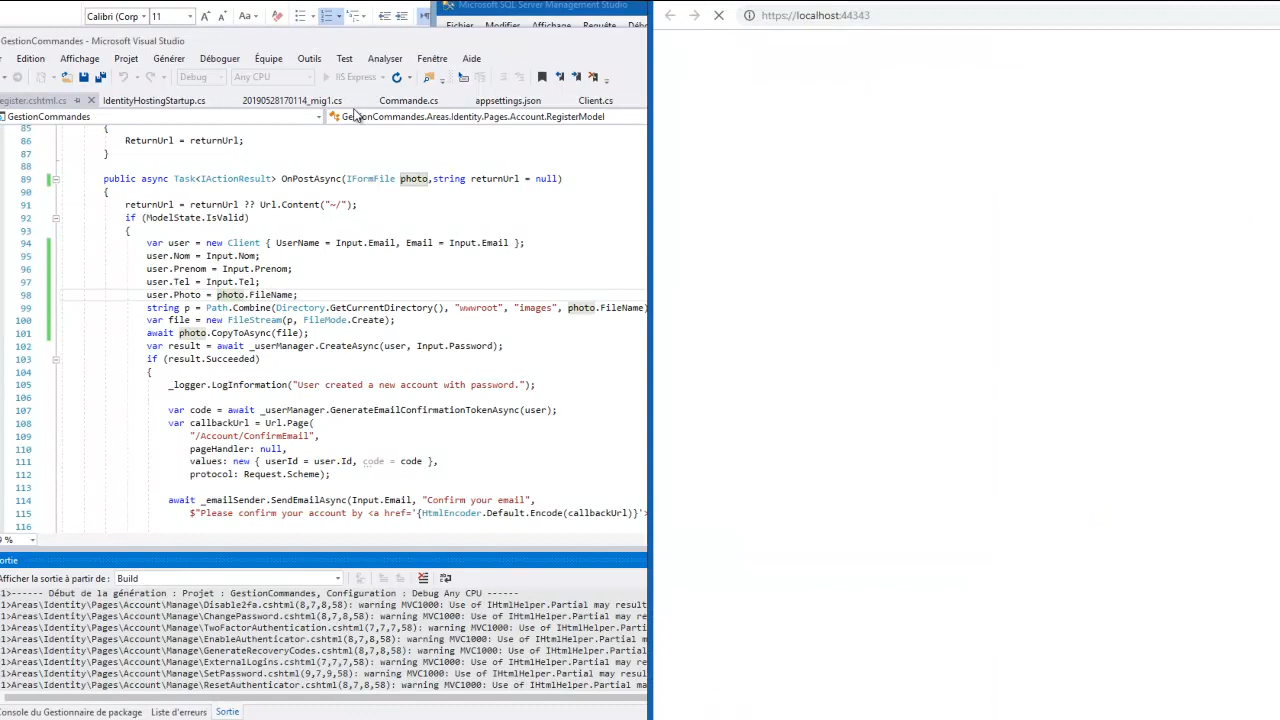 Calibri (Corp
11
Aa
Microsoft SQL Server Management Studio
Fichier Modifier Affichage Requête
https://localhost:44343
GestionCommandes - Microsoft Visual Studio
Edition Affichage Projet Générer Déboguer Équipe Outils Test Analyser Fenêtre Aide
Debug Any CPU IIS Express
egister.cshtml.cs IdentityHostingStartup.cs 20190528170114_mig1.cs Commande.cs appsettings.json Client.cs
GestionCommandes GestionCommandes.Areas.Identity.Pages.Account.RegisterModel
85 {
86 ReturnUrl = returnUrl;
87 }
88
89 public async Task<IActionResult> OnPostAsync(IFormFile photo,string returnUrl = null)
90 {
91 returnUrl = returnUrl ?? Url.Content("~/");
92 if (ModelState.IsValid)
93 {
94 var user = new Client { UserName = Input.Email, Email = Input.Email };
95 user.Nom = Input.Nom;
96 user.Prenom = Input.Prenom;
97 user.Tel = Input.Tel;
98 user.Photo = photo.FileName;
99 string p = Path.Combine(Directory.GetCurrentDirectory(), "wwwroot", "images", photo.FileName)
100 var file = new FileStream(p, FileMode.Create);
101 await photo.CopyToAsync(file);
102 var result = await _userManager.CreateAsync(user, Input.Password);
103 if (result.Succeeded)
104 {
105 _logger.LogInformation("User created a new account with password.");
106
107 var code = await _userManager.GenerateEmailConfirmationTokenAsync(user);
108 var callbackUrl = Url.Page(
109 "/Account/ConfirmEmail",
110 pageHandler: null,
111 values: new { userId = user.Id, code = code },
112 protocol: Request.Scheme);
113
114 await _emailSender.SendEmailAsync(Input.Email, "Confirm your email",
115 $"Please confirm your account by <a href='{HtmlEncoder.Default.Encode(callbackUrl)}'>
116
9 %
ortie
Afficher la sortie à partir de : Build
1>------ Début de la génération : Projet : GestionCommandes, Configuration : Debug Any CPU ------
1>Areas\Identity\Pages\Account\Manage\Disable2fa.cshtml(8,7,8,58): warning MVC1000: Use of IHtmlHelper.Partial may result
1>Areas\Identity\Pages\Account\Manage\ChangePassword.cshtml(8,7,8,58): warning MVC1000: Use of IHtmlHelper.Partial may re
1>Areas\Identity\Pages\Account\Manage\TwoFactorAuthentication.cshtml(7,7,7,58): warning MVC1000: Use of IHtmlHelper.Parti
1>Areas\Identity\Pages\Account\Manage\EnableAuthenticator.cshtml(8,7,8,58): warning MVC1000: Use of IHtmlHelper.Partial m
1>Areas\Identity\Pages\Account\Manage\GenerateRecoveryCodes.cshtml(8,7,8,58): warning MVC1000: Use of IHtmlHelper.Partial
1>Areas\Identity\Pages\Account\Manage\ExternalLogins.cshtml(7,7,7,58): warning MVC1000: Use of IHtmlHelper.Partial may re
1>Areas\Identity\Pages\Account\Manage\SetPassword.cshtml(9,7,9,58): warning MVC1000: Use of IHtmlHelper.Partial may resul
1>Areas\Identity\Pages\Account\Manage\ResetAuthenticator.cshtml(8,7,8,58): warning MVC1000: Use of IHtmlHelper.Partial ma
Console du Gestionnaire de package Liste d'erreurs Sortie